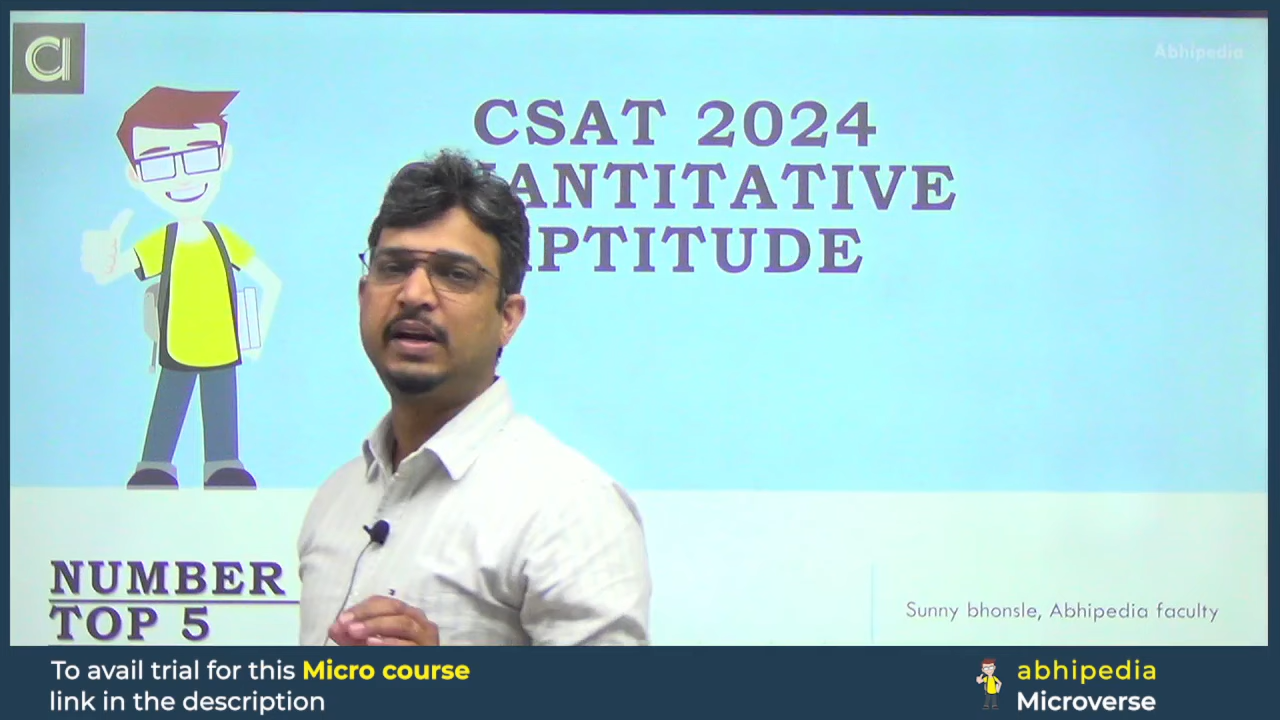 Abhipedia
CSAT 2024
ANTITATIVE
PTITUDE
NUMBER
TOP 5
Sunny bhonsle, Abhipedia faculty
To avail trial for this Micro course
link in the description
abhipedia
Microverse